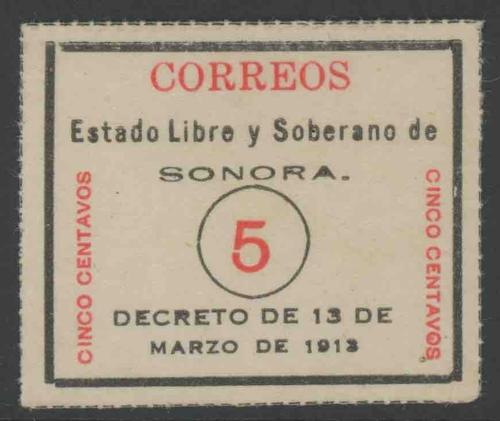 CORREOS
Estado Libre y Soberano de
SONORA.
CINCO CENTAVOS
5
CINCO CENTAVOS
DECRETO DE 13 DE
MARZO DE 1913